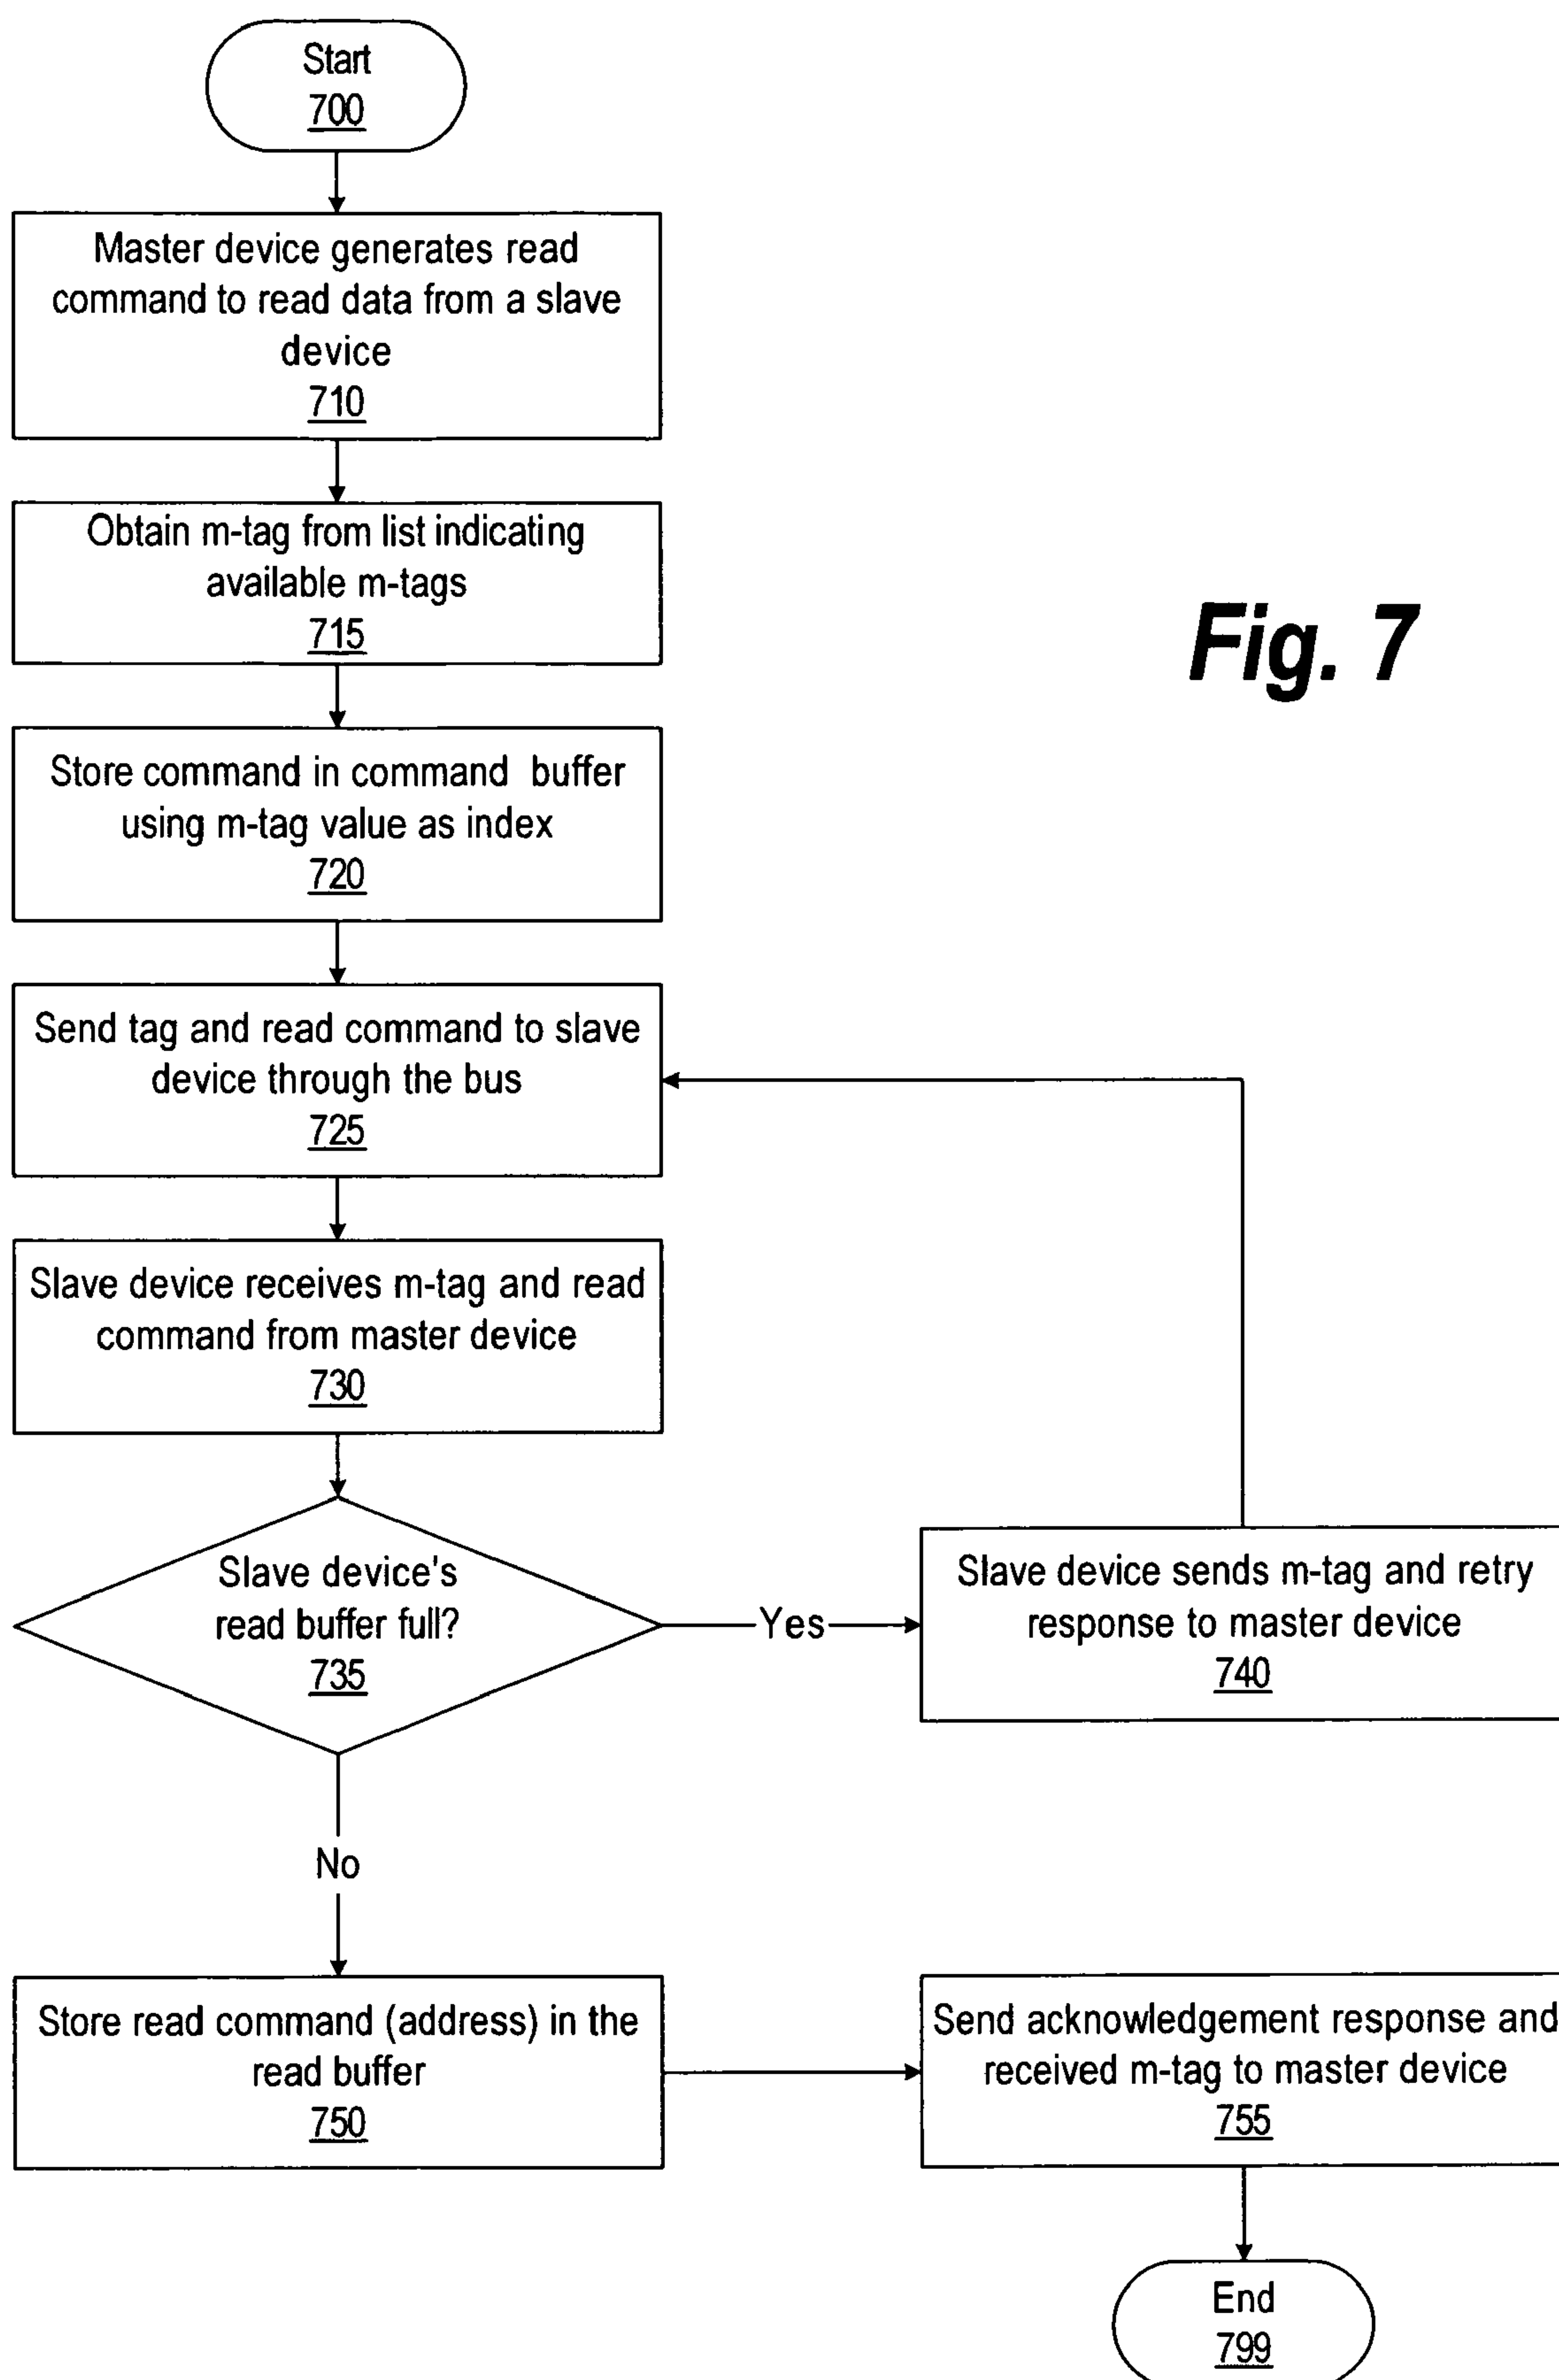 Start
700
Master device generates read
command to read data from a slave
device
710
Obtain m-tag from list indicating
available m-tags
715
Fig. 7
Store command in command buffer
using m-tag value as index
720
Send tag and read command to slave
device through the bus
725
Slave device receives m-tag and read
command from master device
730
Slave device's
read buffer full?
735
Yes
Slave device sends m-tag and retry
response to master device
740
No
Store read command (address) in the
read buffer
750
Send acknowledgement response and
received m-tag to master device
755
End
799